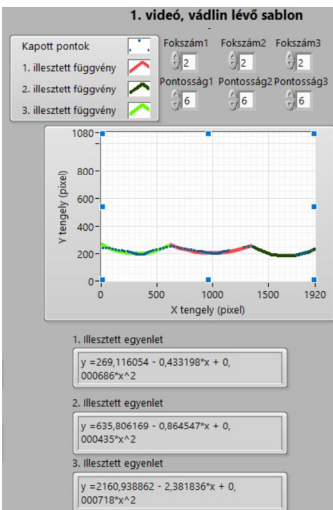 1. videó, vádlin lévő sablon
Kapott pontok
1. illesztett függvény
2. illesztett függvény
3. illesztett függvény
Fokszám1 Fokszám2 Fokszám3
2 2 2
Pontosság1 Pontosság2 Pontosság3
6 6 6
Y tengely (pixel)
1080
800
600
400
200
0
0 500 1000 1500 1920
X tengely (pixel)
1. Illesztett egyenlet
y =269,116054 - 0,433198*x + 0,
000686*x^2
2. Illesztett egyenlet
y =635,806169 - 0,864547*x + 0,
000435*x^2
3. Illesztett egyenlet
y =2160,938862 - 2,381836*x + 0,
000718*x^2